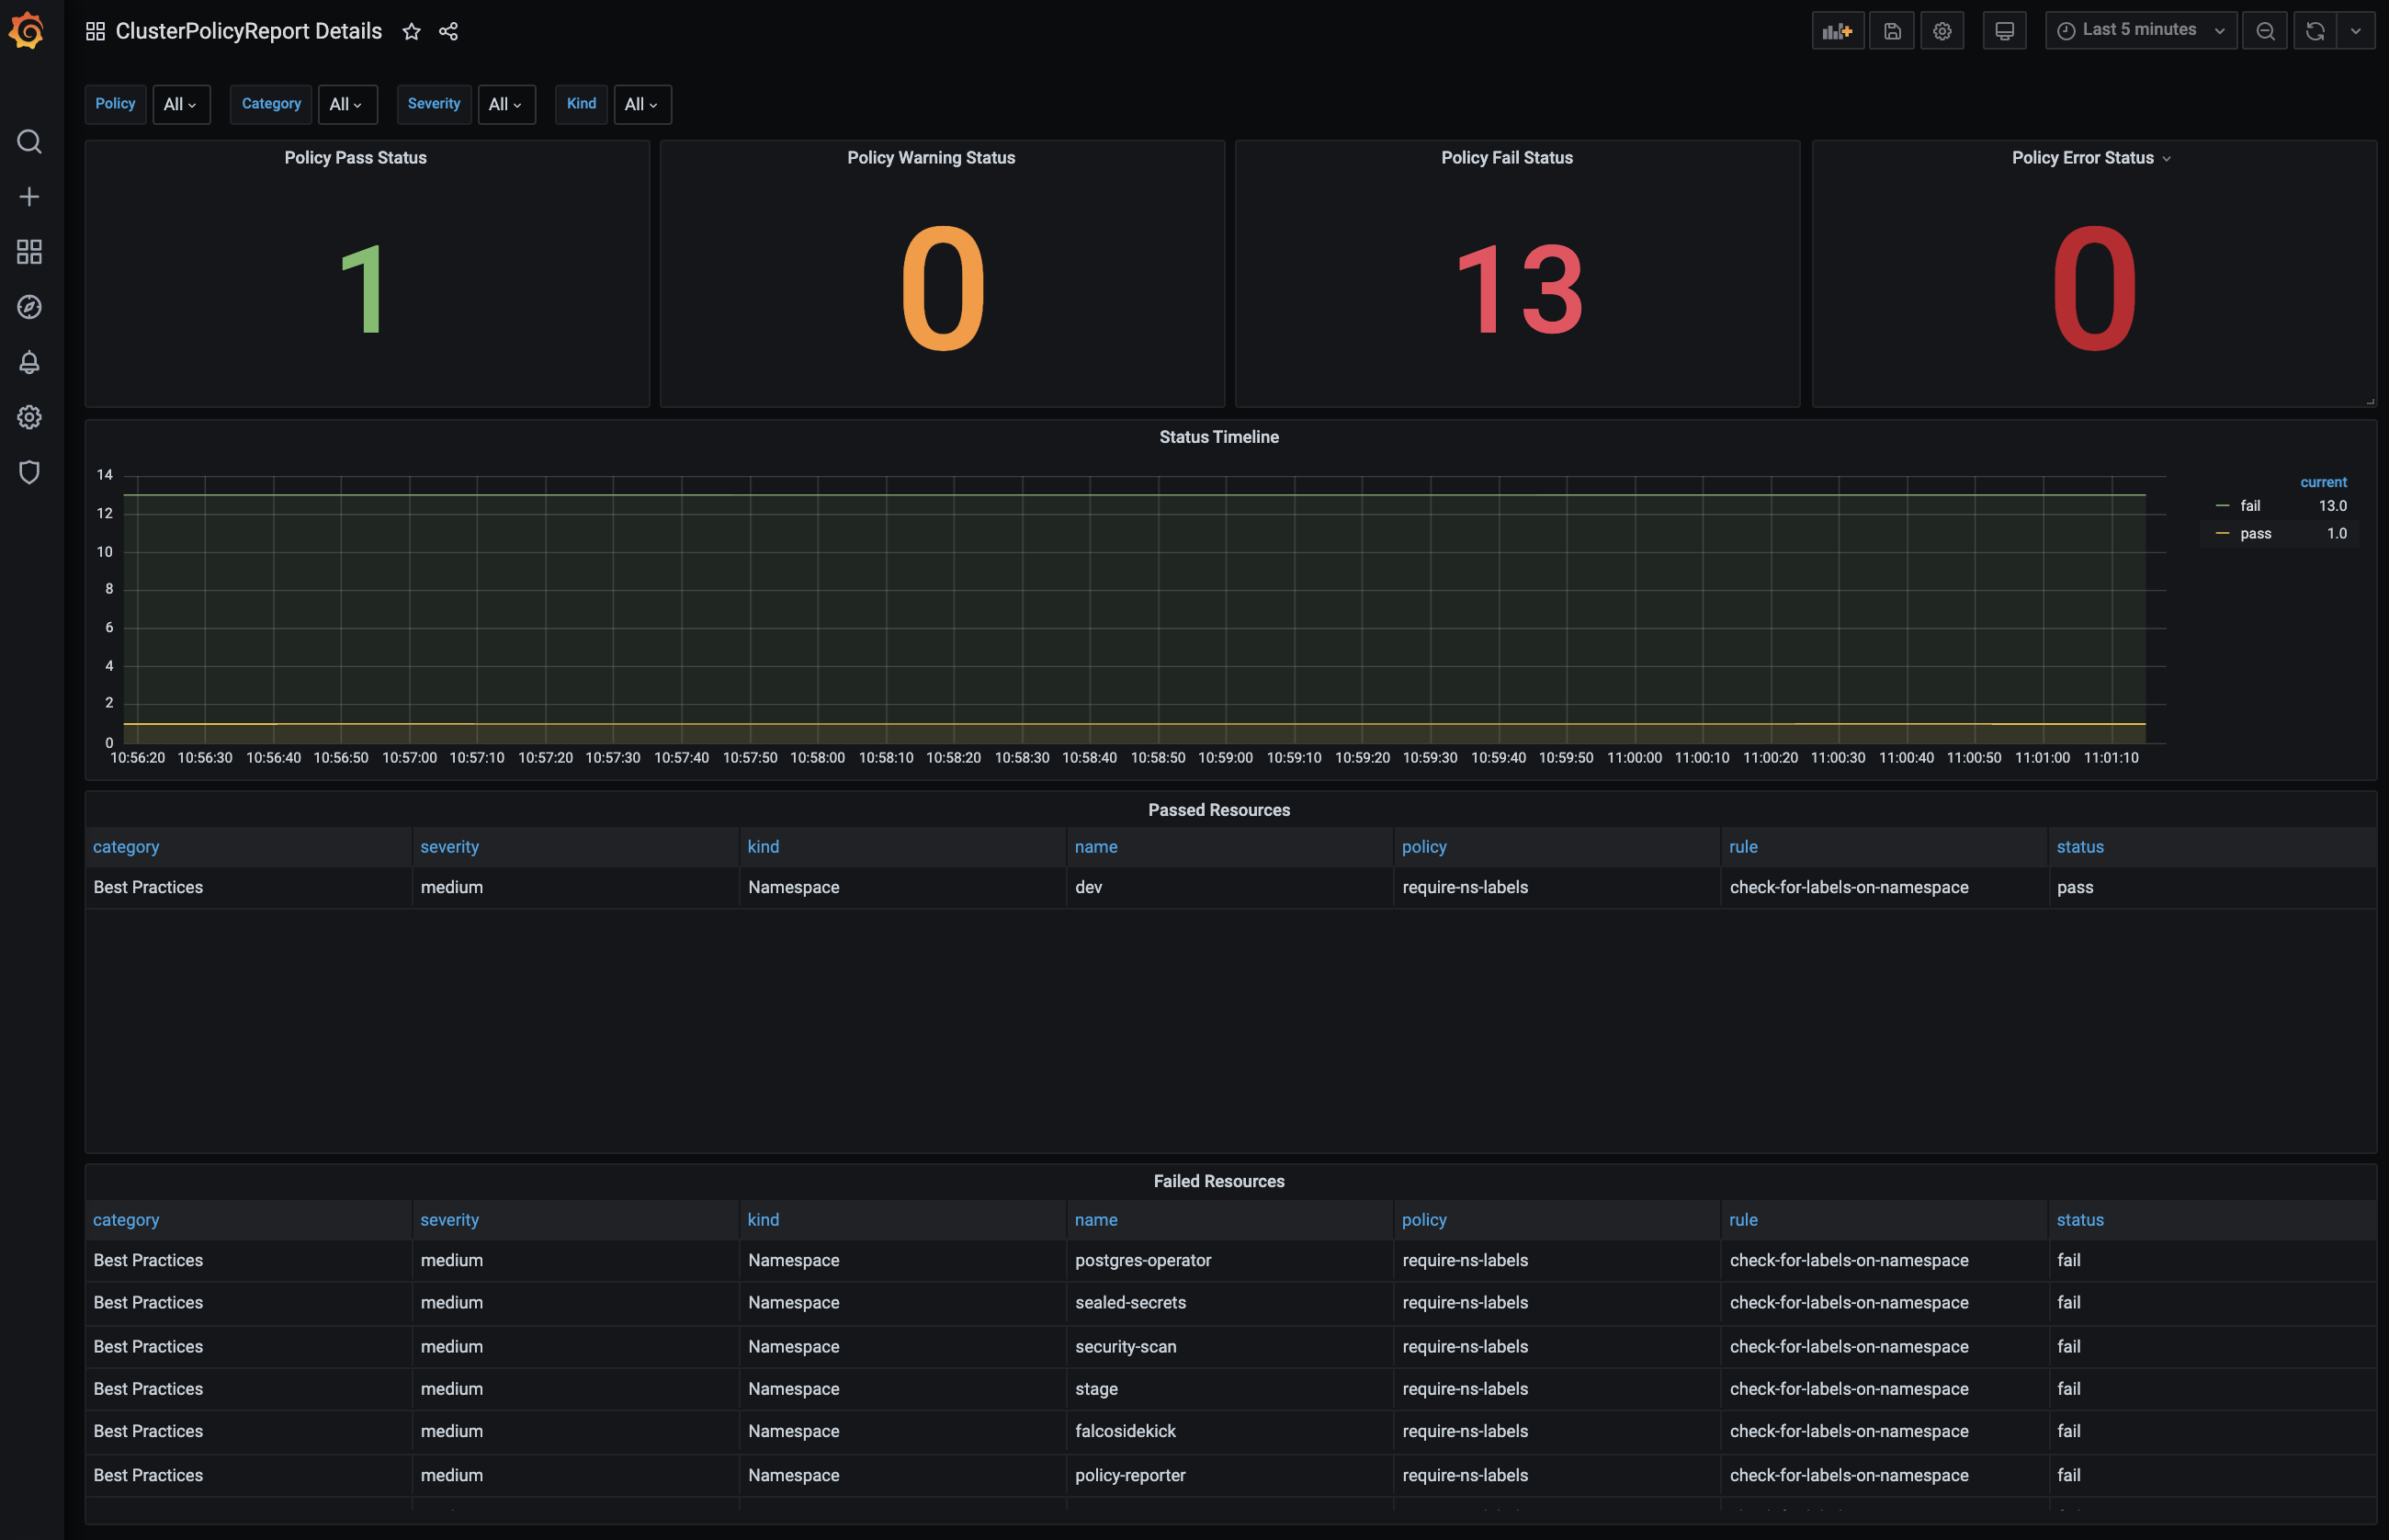 ClusterPolicyReport Details
Last 5 minutes
Policy All Category All Severity All Kind All
Policy Pass Status
1
Policy Warning Status
0
Policy Fail Status
13
Policy Error Status
0
Status Timeline
14
12
10
8
6
4
2
0
10:56:20 10:56:30 10:56:40 10:56:50 10:57:00 10:57:10 10:57:20 10:57:30 10:57:40 10:57:50 10:58:00 10:58:10 10:58:20 10:58:30 10:58:40 10:58:50 10:59:00 10:59:10 10:59:20 10:59:30 10:59:40 10:59:50 11:00:00 11:00:10 11:00:20 11:00:30 11:00:40 11:00:50 11:01:00 11:01:10
current
fail 13.0
pass 1.0
Passed Resources
category severity kind name policy rule status
Best Practices medium Namespace dev require-ns-labels check-for-labels-on-namespace pass
Failed Resources
category severity kind name policy rule status
Best Practices medium Namespace postgres-operator require-ns-labels check-for-labels-on-namespace fail
Best Practices medium Namespace sealed-secrets require-ns-labels check-for-labels-on-namespace fail
Best Practices medium Namespace security-scan require-ns-labels check-for-labels-on-namespace fail
Best Practices medium Namespace stage require-ns-labels check-for-labels-on-namespace fail
Best Practices medium Namespace falcosidekick require-ns-labels check-for-labels-on-namespace fail
Best Practices medium Namespace policy-reporter require-ns-labels check-for-labels-on-namespace fail